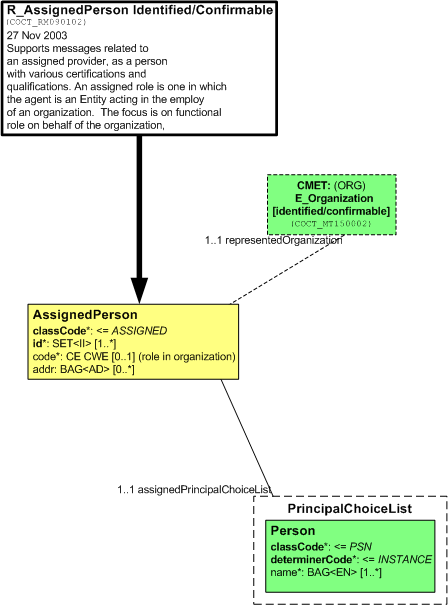 R_AssignedPerson Identified/Confirmable
(COCT_RM090102)
27 Nov 2003
Supports messages related to
an assigned provider, as a person
with various certifications and
qualifications. An assigned role is one in which
the agent is an Entity acting in the employ
of an organization. The focus is on functional
role on behalf of the organization,
CMET: (ORG)
E_Organization
[identified/confirmable]
(COCT_MT150002)
1..1 representedOrganization
AssignedPerson
classCode*: <= ASSIGNED
id*: SET<II> [1..*]
code*: CE CWE [0..1] (role in organization)
addr: BAG<AD> [0..*]
1..1 assignedPrincipalChoiceList
PrincipalChoiceList
Person
classCode*: <= PSN
determinerCode*: <= INSTANCE
name*: BAG<EN> [1..*]